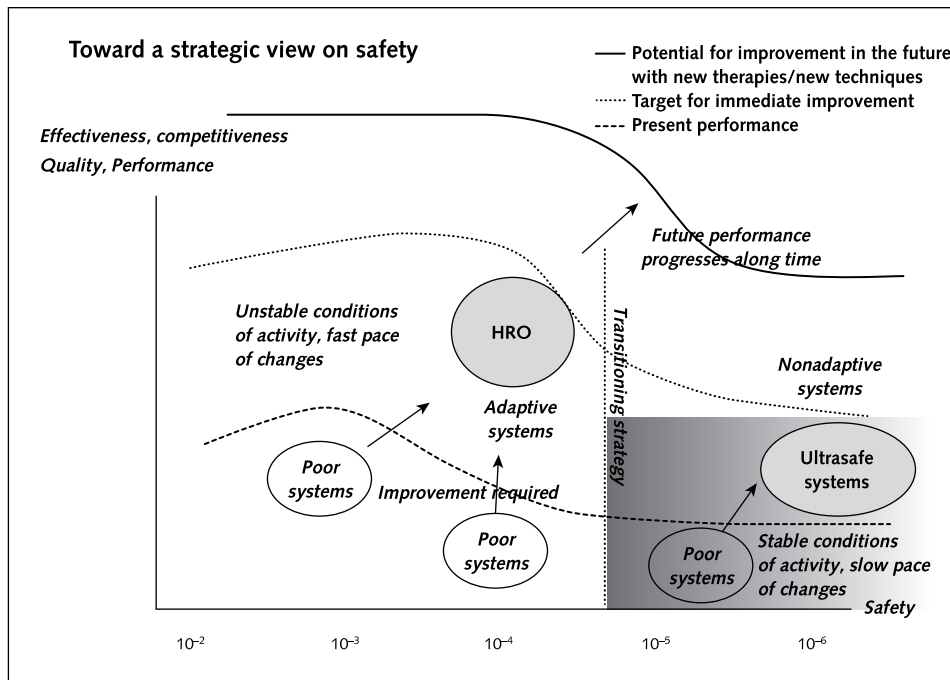 Toward a strategic view on safety
Potential for improvement in the future
with new therapies/new techniques
Target for immediate improvement
Present performance
Effectiveness, competitiveness
Quality, Performance
Future performance
progresses along time
Unstable conditions
of activity, fast pace
of changes
HRO
Transitioning strategy
Nonadaptive
systems
Adaptive
systems
Ultrasafe
systems
Poor
systems
Improvement required
Poor
systems
Poor
systems
Stable conditions
of activity, slow pace
of changes
Safety
10–2
10–3
10–4
10–5
10–6